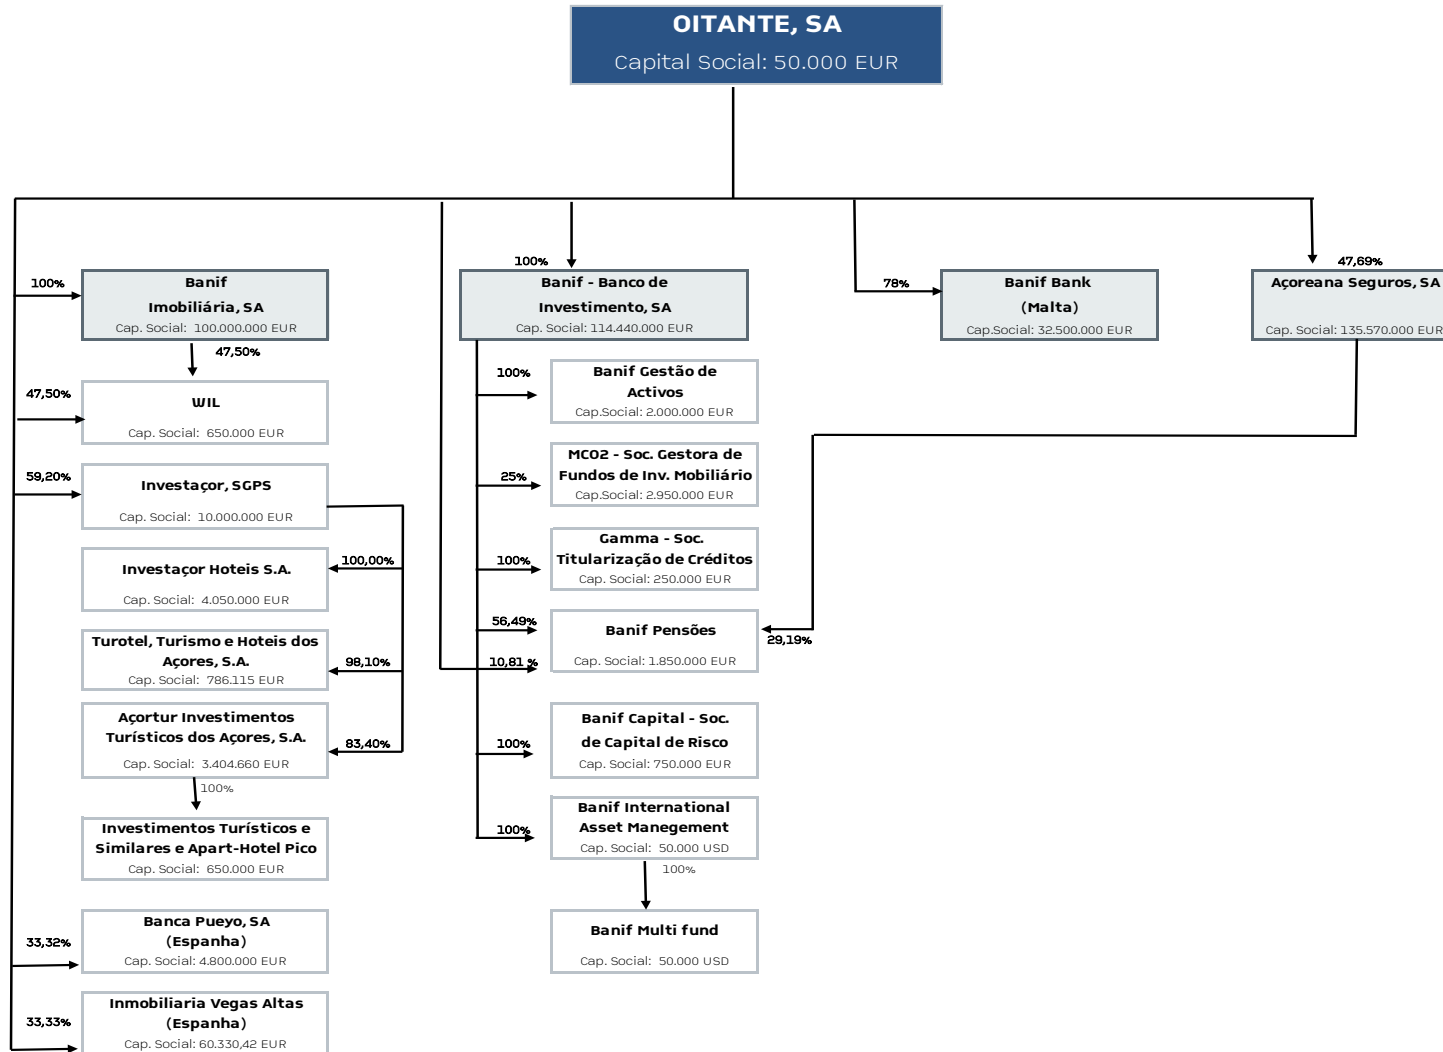 OITANTE, SA
Capital Social: 50.000 EUR
100%
Banif
Imobiliária, SA
Cap. Social: 100.000.000 EUR
47,50%
47,50%
WIL
Cap. Social: 650.000 EUR
59,20%
Investaçor, SGPS
Cap. Social: 10.000.000 EUR
100,00%
Investaçor Hoteis S.A.
Cap. Social: 4.050.000 EUR
98,10%
Turotel, Turismo e Hoteis dos
Açores, S.A.
Cap. Social: 786.115 EUR
83,40%
Açortur Investimentos
Turísticos dos Açores, S.A.
Cap. Social: 3.404.660 EUR
100%
Investimentos Turísticos e
Similares e Apart-Hotel Pico
Cap. Social: 650.000 EUR
33,32%
Banca Pueyo, SA
(Espanha)
Cap. Social: 4.800.000 EUR
33,33%
Inmobiliaria Vegas Altas
(Espanha)
Cap. Social: 60.330,42 EUR
100%
Banif - Banco de
Investimento, SA
Cap. Social: 114.440.000 EUR
100%
Banif Gestão de
Activos
Cap.Social: 2.000.000 EUR
25%
MCO2 - Soc. Gestora de
Fundos de Inv. Mobiliário
Cap.Social: 2.950.000 EUR
100%
Gamma - Soc.
Titularização de Créditos
Cap. Social: 250.000 EUR
56,49%
10,81 %
Banif Pensões
Cap. Social: 1.850.000 EUR
29,19%
100%
Banif Capital - Soc.
de Capital de Risco
Cap. Social: 750.000 EUR
100%
Banif International
Asset Manegement
Cap. Social: 50.000 USD
100%
Banif Multi fund
Cap. Social: 50.000 USD
78%
Banif Bank
(Malta)
Cap.Social: 32.500.000 EUR
47,69%
Açoreana Seguros, SA
Cap. Social: 135.570.000 EUR